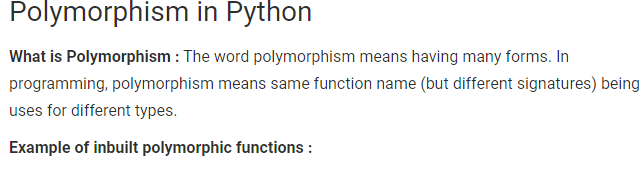 Polymorphism in Python
What is Polymorphism : The word polymorphism means having many forms. In
programming, polymorphism means same function name (but different signatures) being
uses for different types.
Example of inbuilt polymorphic functions :